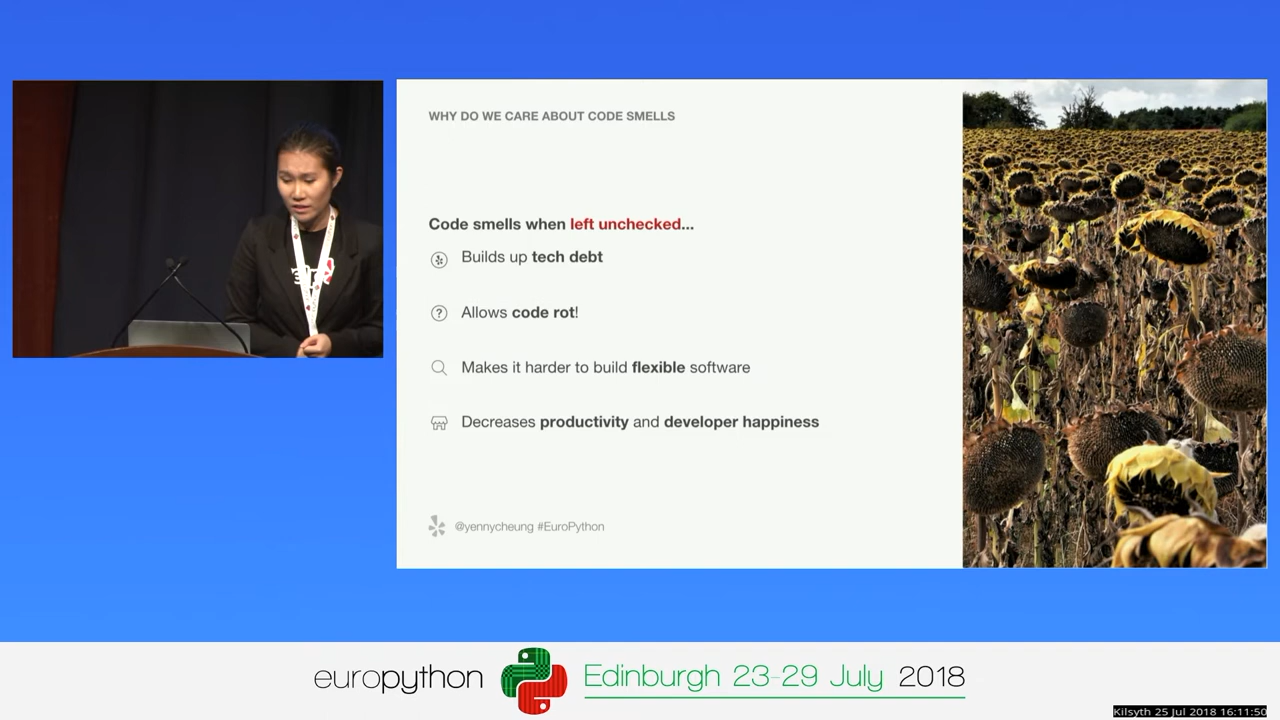 WHY DO WE CARE ABOUT CODE SMELLS
Code smells when left unchecked...
Builds up tech debt
Allows code rot!
Makes it harder to build flexible software
Decreases productivity and developer happiness
@yennycheung #EuroPython
europython Edinburgh 23-29 July 2018
Kilsyth 25 Jul 2018 16:11:50